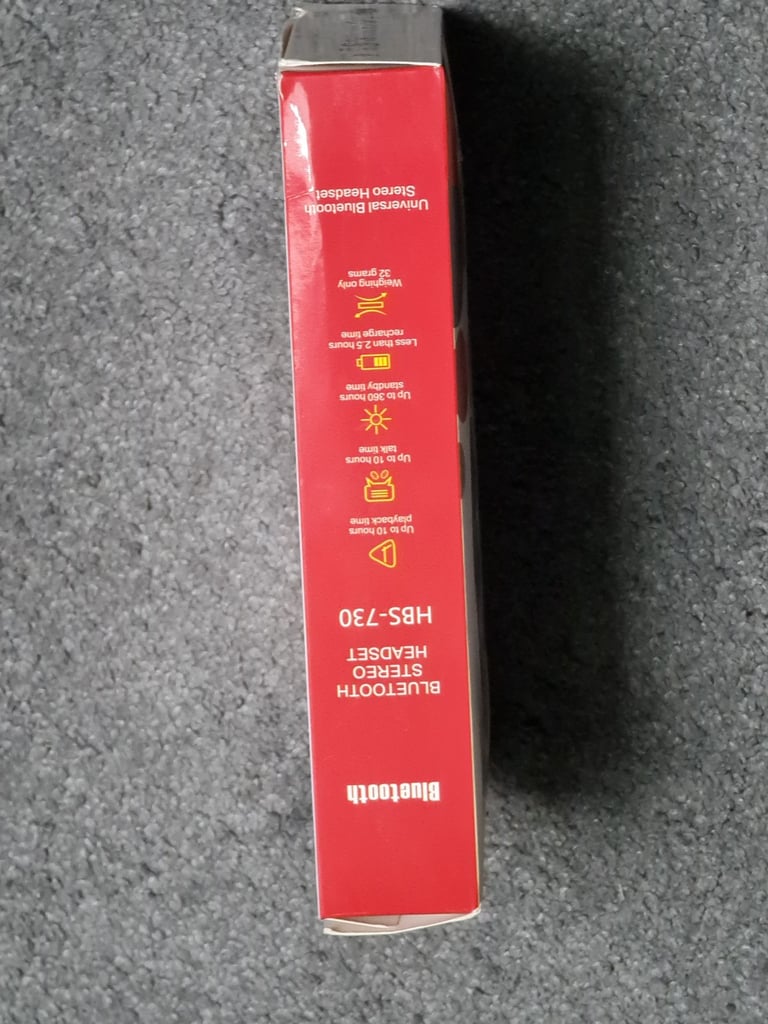 Bluetooth
BLUETOOTH
STEREO
HEADSET
HBS-730
Up to 10 hours
playback time
Up to 10 hours
talk time
Up to 360 hours
standby time
Less than 2.5 hours
recharge time
Weighing only
32 grams
Universal Bluetooth
Stereo Headset